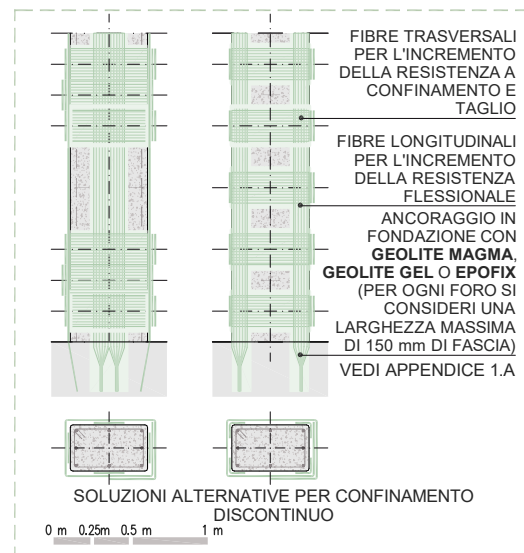 FIBRE TRASVERSALI
PER L'INCREMENTO
DELLA RESISTENZA A
CONFINAMENTO E
TAGLIO
FIBRE LONGITUDINALI
PER L'INCREMENTO
DELLA RESISTENZA
FLESSIONALE
ANCORAGGIO IN
FONDAZIONE CON
GEOLITE MAGMA,
GEOLITE GEL O EPOFIX
(PER OGNI FORO SI
CONSIDERI UNA
LARGHEZZA MASSIMA
DI 150 mm DI FASCIA)
VEDI APPENDICE 1.A
SOLUZIONI ALTERNATIVE PER CONFINAMENTO
DISCONTINUO
0 m 0.25m 0.5 m 1 m